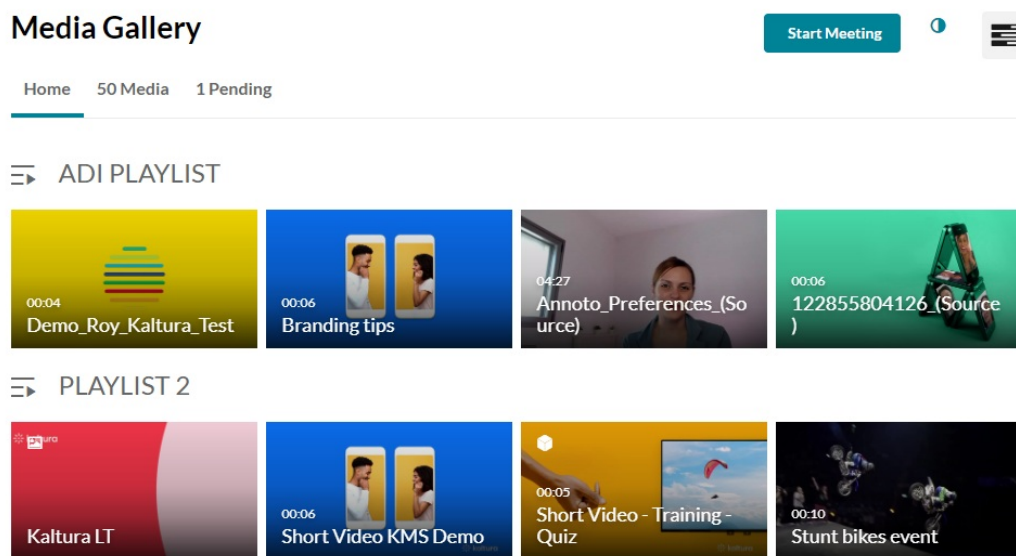 Media Gallery
Start Meeting
Home 50 Media 1 Pending
ADI PLAYLIST
00:04
Demo_Roy_Kaltura_Test
00:06
Branding tips
04:27
Annoto_Preferences_(So
urce)
00:06
122855804126_(Source
)
PLAYLIST 2
Kaltura LT
00:06
Short Video KMS Demo
kaltura
00:05
Short Video - Training -
Quiz
kaltura
00:10
Stunt bikes event